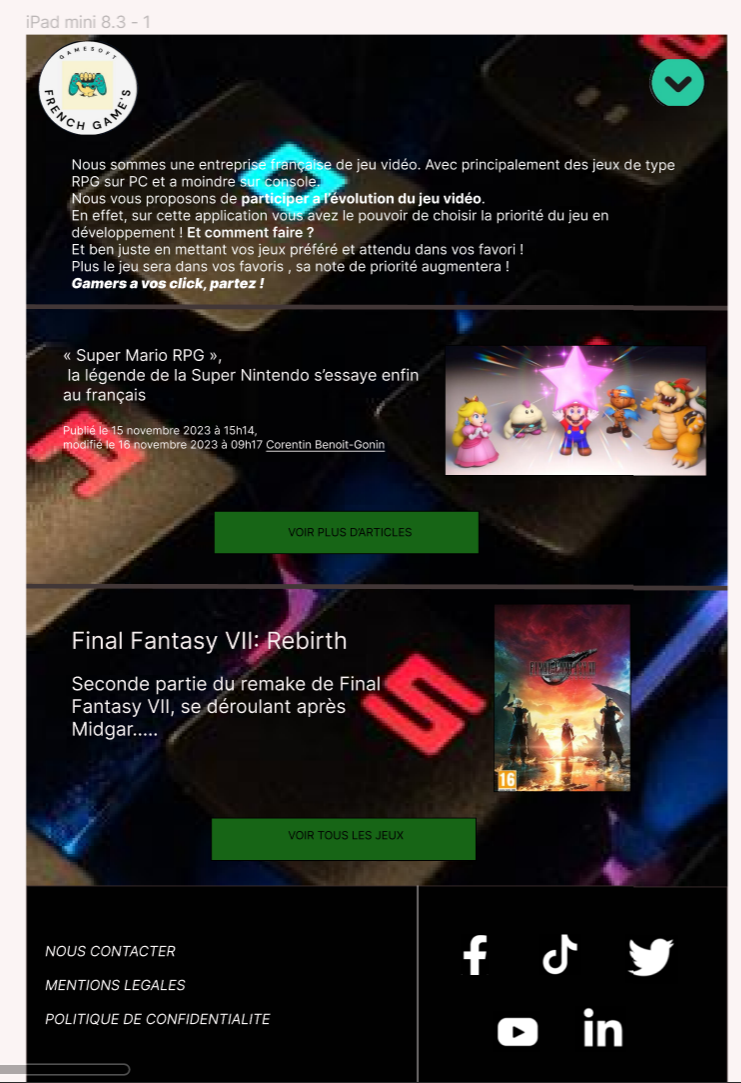 iPad mini 8.3 - 1
GAMESOFT
FRENCH GAME'S
Nous sommes une entreprise française de jeu vidéo. Avec principalement des jeux de type
RPG sur PC et a moindre sur console.
Nous vous proposons de participer a l'évolution du jeu vidéo.
En effet, sur cette application vous avez le pouvoir de choisir la priorité du jeu en
développement ! Et comment faire ?
Et ben juste en mettant vos jeux préféré et attendu dans vos favori !
Plus le jeu sera dans vos favoris , sa note de priorité augmentera !
Gamers a vos click, partez !
« Super Mario RPG »,
la légende de la Super Nintendo s'essaye enfin
au français
Publié le 15 novembre 2023 à 15h14,
modifié le 16 novembre 2023 à 09h17 Corentin Benoit-Gonin
VOIR PLUS D'ARTICLES
Final Fantasy VII: Rebirth
Seconde partie du remake de Final
Fantasy VII, se déroulant après
Midgar.....
16
VOIR TOUS LES JEUX
NOUS CONTACTER
MENTIONS LEGALES
POLITIQUE DE CONFIDENTIALITE